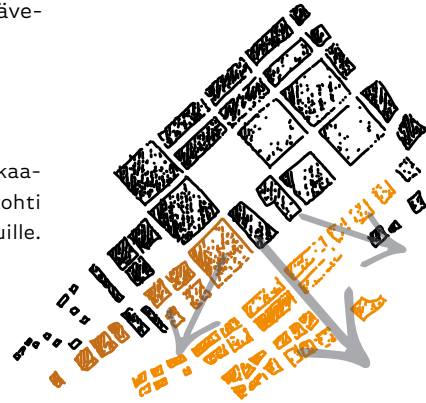 äve-
kaa-
ohti
uille.